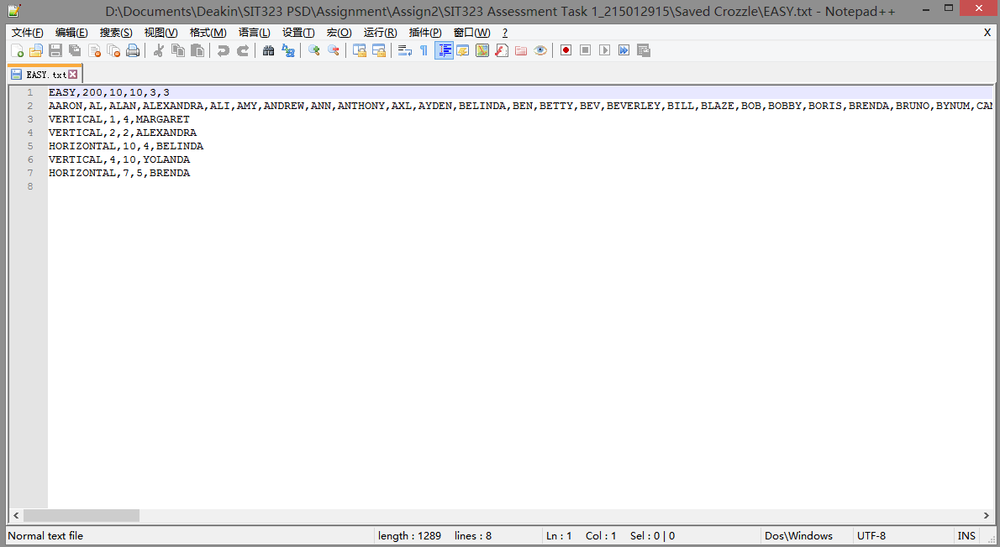 D:\Documents\Deakin\SIT323 PSD\Assignment\Assign2\SIT323 Assessment Task 1_215012915\Saved Crozzle\EASY.txt - Notepad++
文件(F) 编辑(E) 搜索(S) 视图(V) 格式(M) 语言(L) 设置(T) 宏(O) 运行(R) 插件(P) 窗口(W) ? X
EASY.txt
1 EASY,200,10,10,3,3
2 AARON,AL,ALAN,ALEXANDRA,ALI,AMY,ANDREW,ANN,ANTHONY,AXL,AYDEN,BELINDA,BEN,BETTY,BEV,BEVERLEY,BILL,BLAZE,BOB,BOBBY,BORIS,BRENDA,BRUNO,BYNUM,CAN
3 VERTICAL,1,4,MARGARET
4 VERTICAL,2,2,ALEXANDRA
5 HORIZONTAL,10,4,BELINDA
6 VERTICAL,4,10,YOLANDA
7 HORIZONTAL,7,5,BRENDA
8
Normal text file length : 1289 lines : 8 Ln : 1 Col : 1 Sel : 0 | 0 Dos\Windows UTF-8 INS